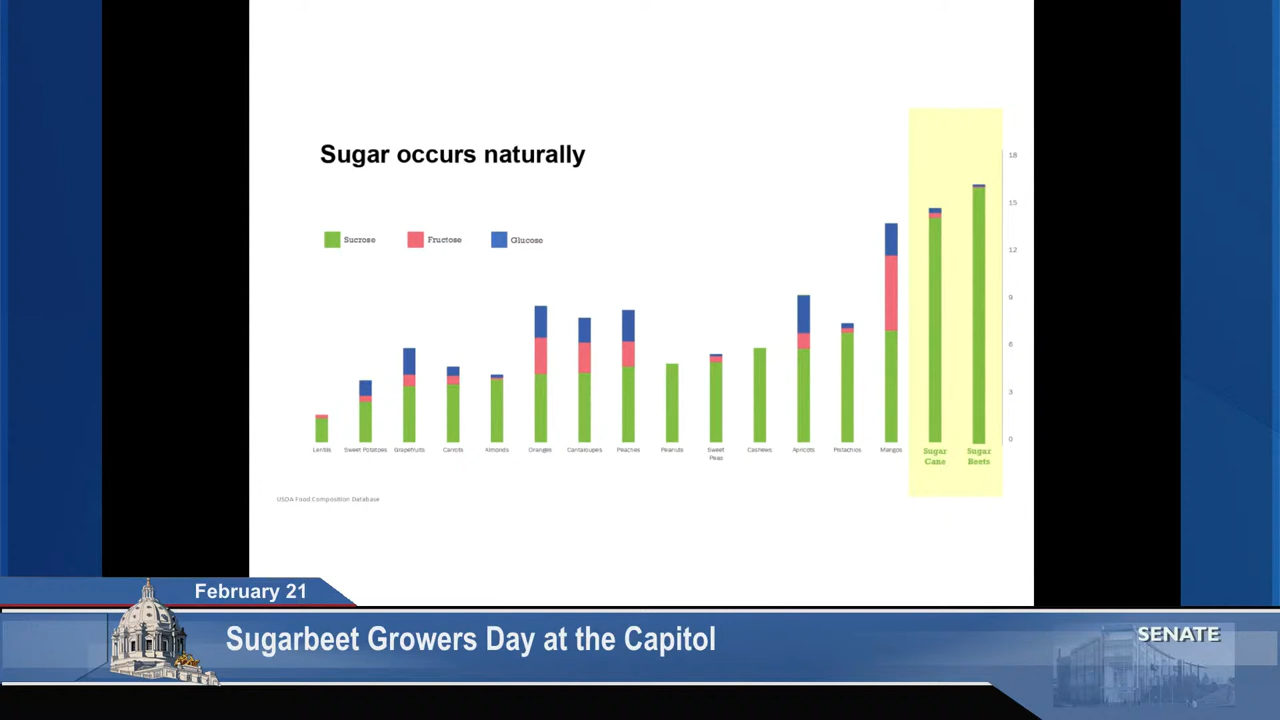 Sugar occurs naturally
Sucrose
Fructose
Glucose
18
15
12
9
6
3
0
Lentils
Sweet Potatoes
Grapefruits
Carrots
Almonds
Oranges
Cantaloupes
Peaches
Peanuts
Sweet
Peas
Cashews
Apricots
Pistachios
Mangos
Sugar
Cane
Sugar
Beets
USDA Food Composition Database
February 21
Sugarbeet Growers Day at the Capitol
SENATE